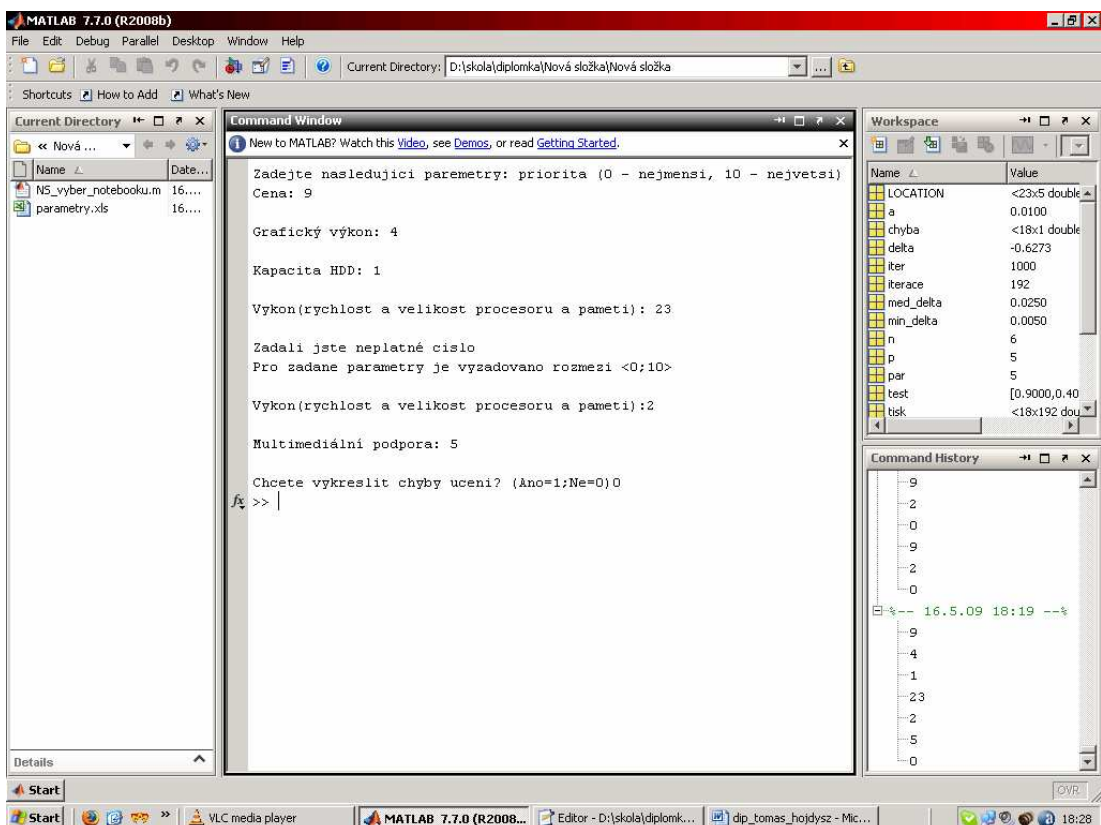 MATLAB 7.7.0 (R2008b)
File Edit Debug Parallel Desktop Window Help
Current Directory: D:\skola\diplomka\Nová složka\Nová složka
Shortcuts How to Add What's New
Current Directory
« Nová ...
Name Date...
NS_vyber_notebooku.m 16....
parametry.xls 16....
Details
Command Window
New to MATLAB? Watch this Video, see Demos, or read Getting Started.
Zadejte nasledujici paremetry: priorita (0 - nejmensi, 10 - nejvetsi)
Cena: 9
Grafický výkon: 4
Kapacita HDD: 1
Vykon(rychlost a velikost procesoru a pameti): 23
Zadali jste neplatné cislo
Pro zadane parametry je vyzadovano rozmezi <0;10>
Vykon(rychlost a velikost procesoru a pameti):2
Multimediální podpora: 5
Chcete vykreslit chyby uceni? (Ano=1;Ne=0)0
fx >>
Workspace
Name Value
LOCATION <23x5 double
a 0.0100
chyba <18x1 double
delta -0.6273
iter 1000
iterace 192
med_delta 0.0250
min_delta 0.0050
n 6
p 5
par 5
test [0.9000,0.40
tisk <18x192 dou
Command History
9
2
0
9
2
0
%-- 16.5.09 18:19 --%
9
4
1
23
2
5
0
Start
OVR
Start
VLC media player
MATLAB 7.7.0 (R2008...
Editor - D:\skola\diplomk...
dip_tomas_hojdysz - Mic...
18:28